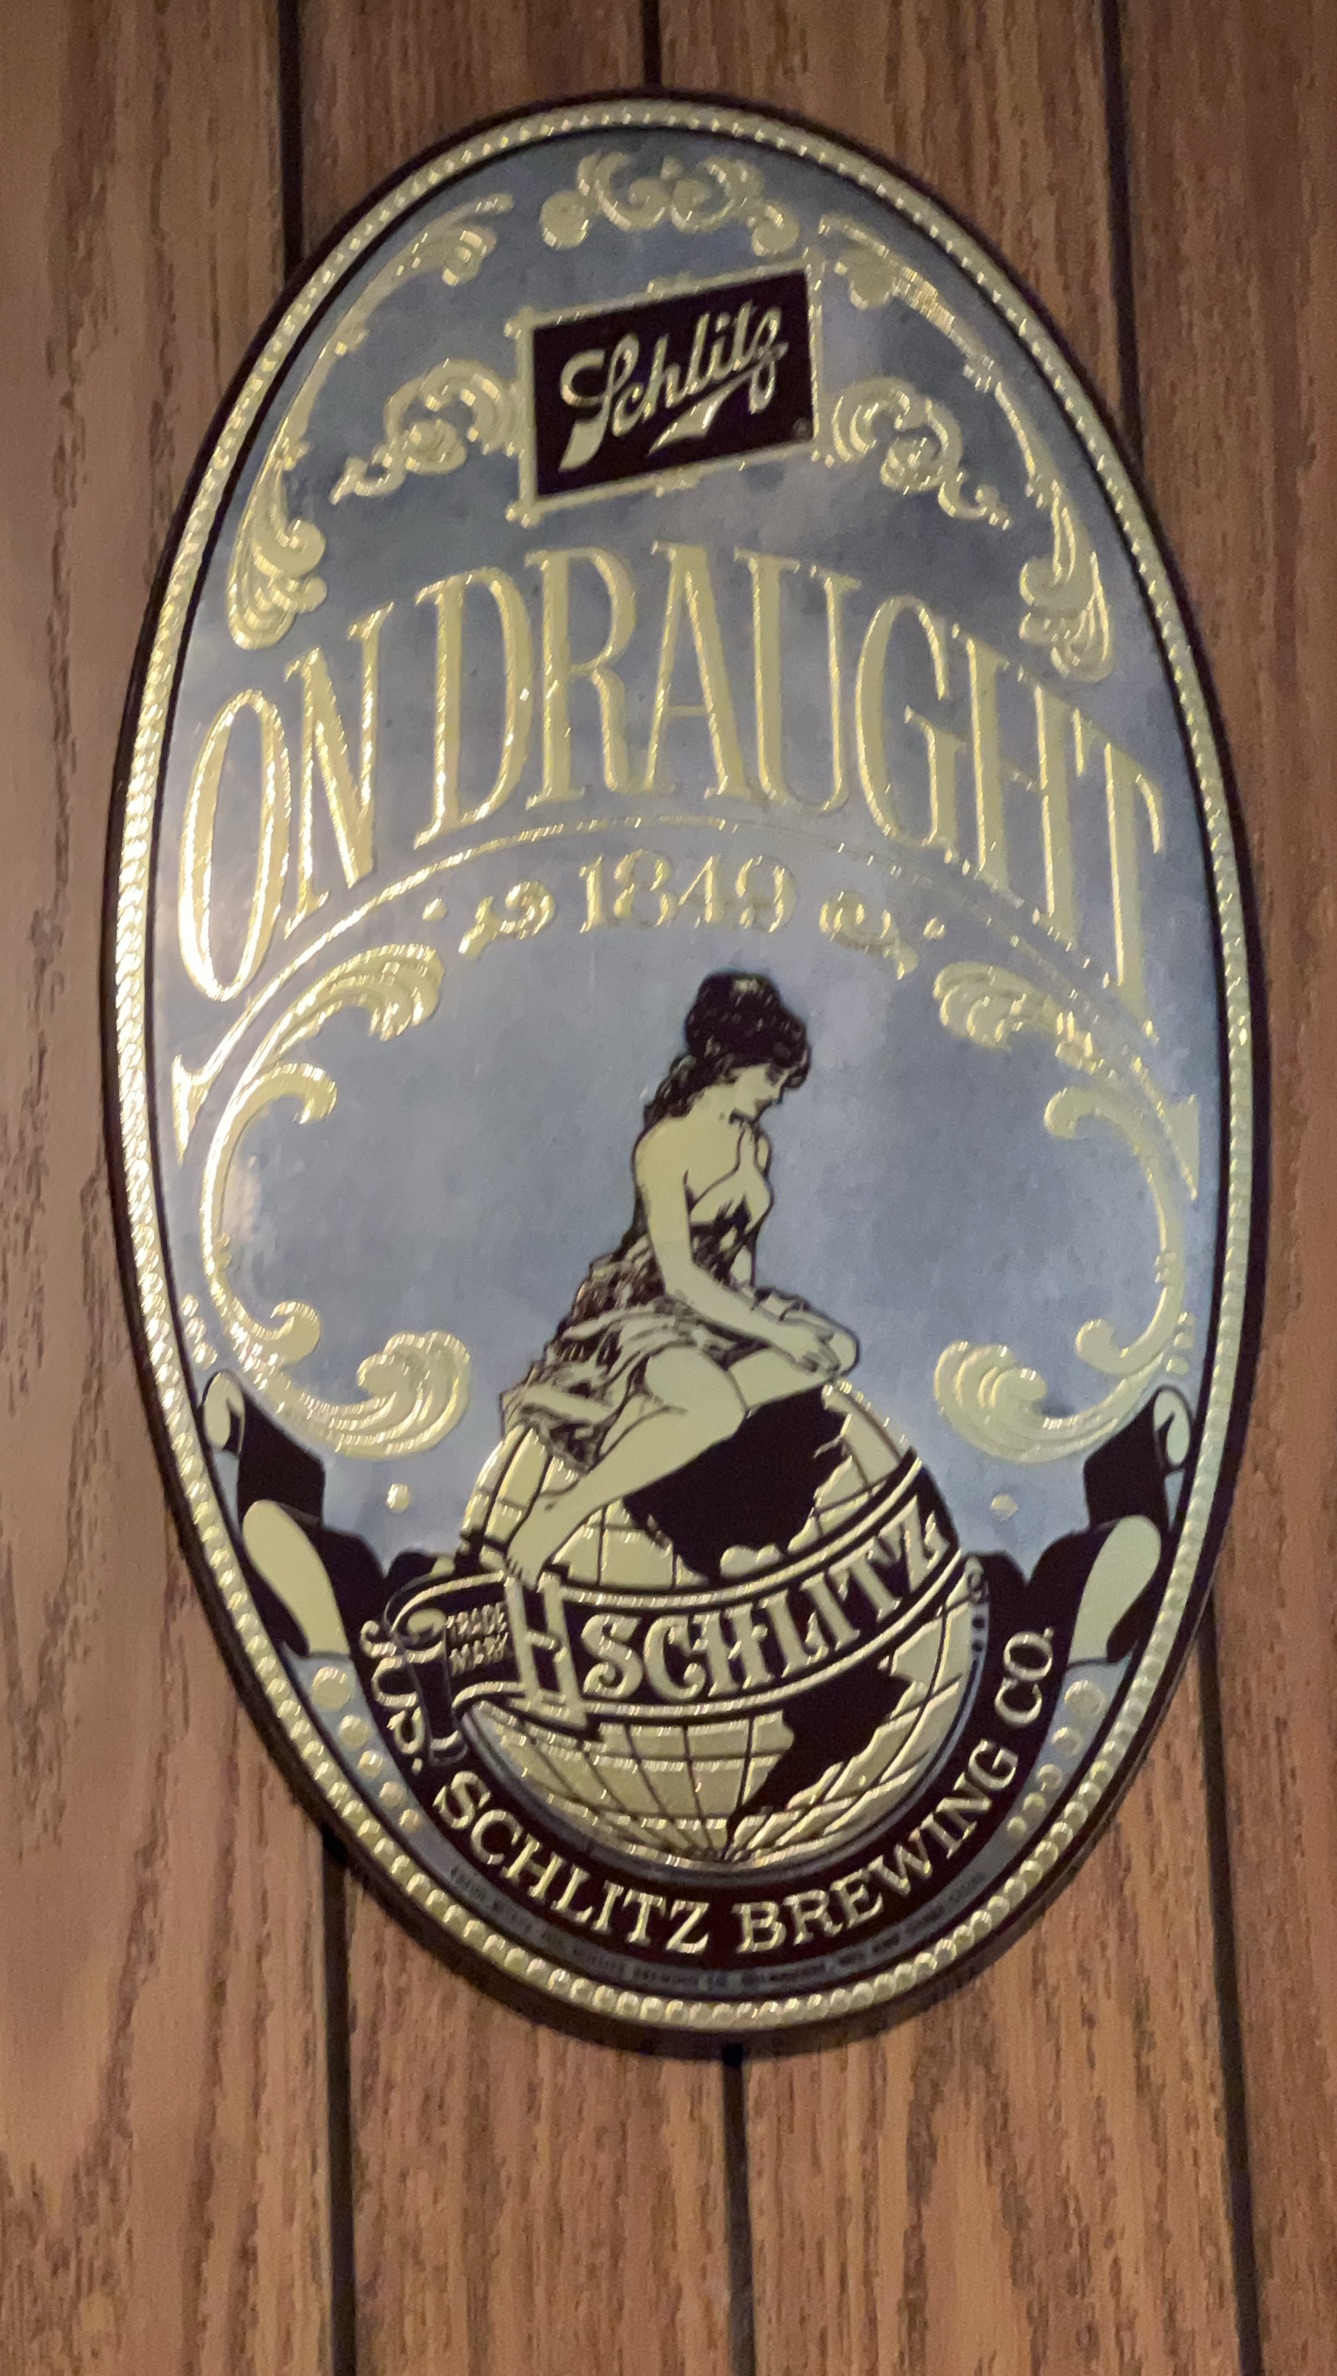 Schlitz
ON DRAUGHT
1849
TRADE
MARK
SCHLITZ
JOS. SCHLITZ BREWING CO.